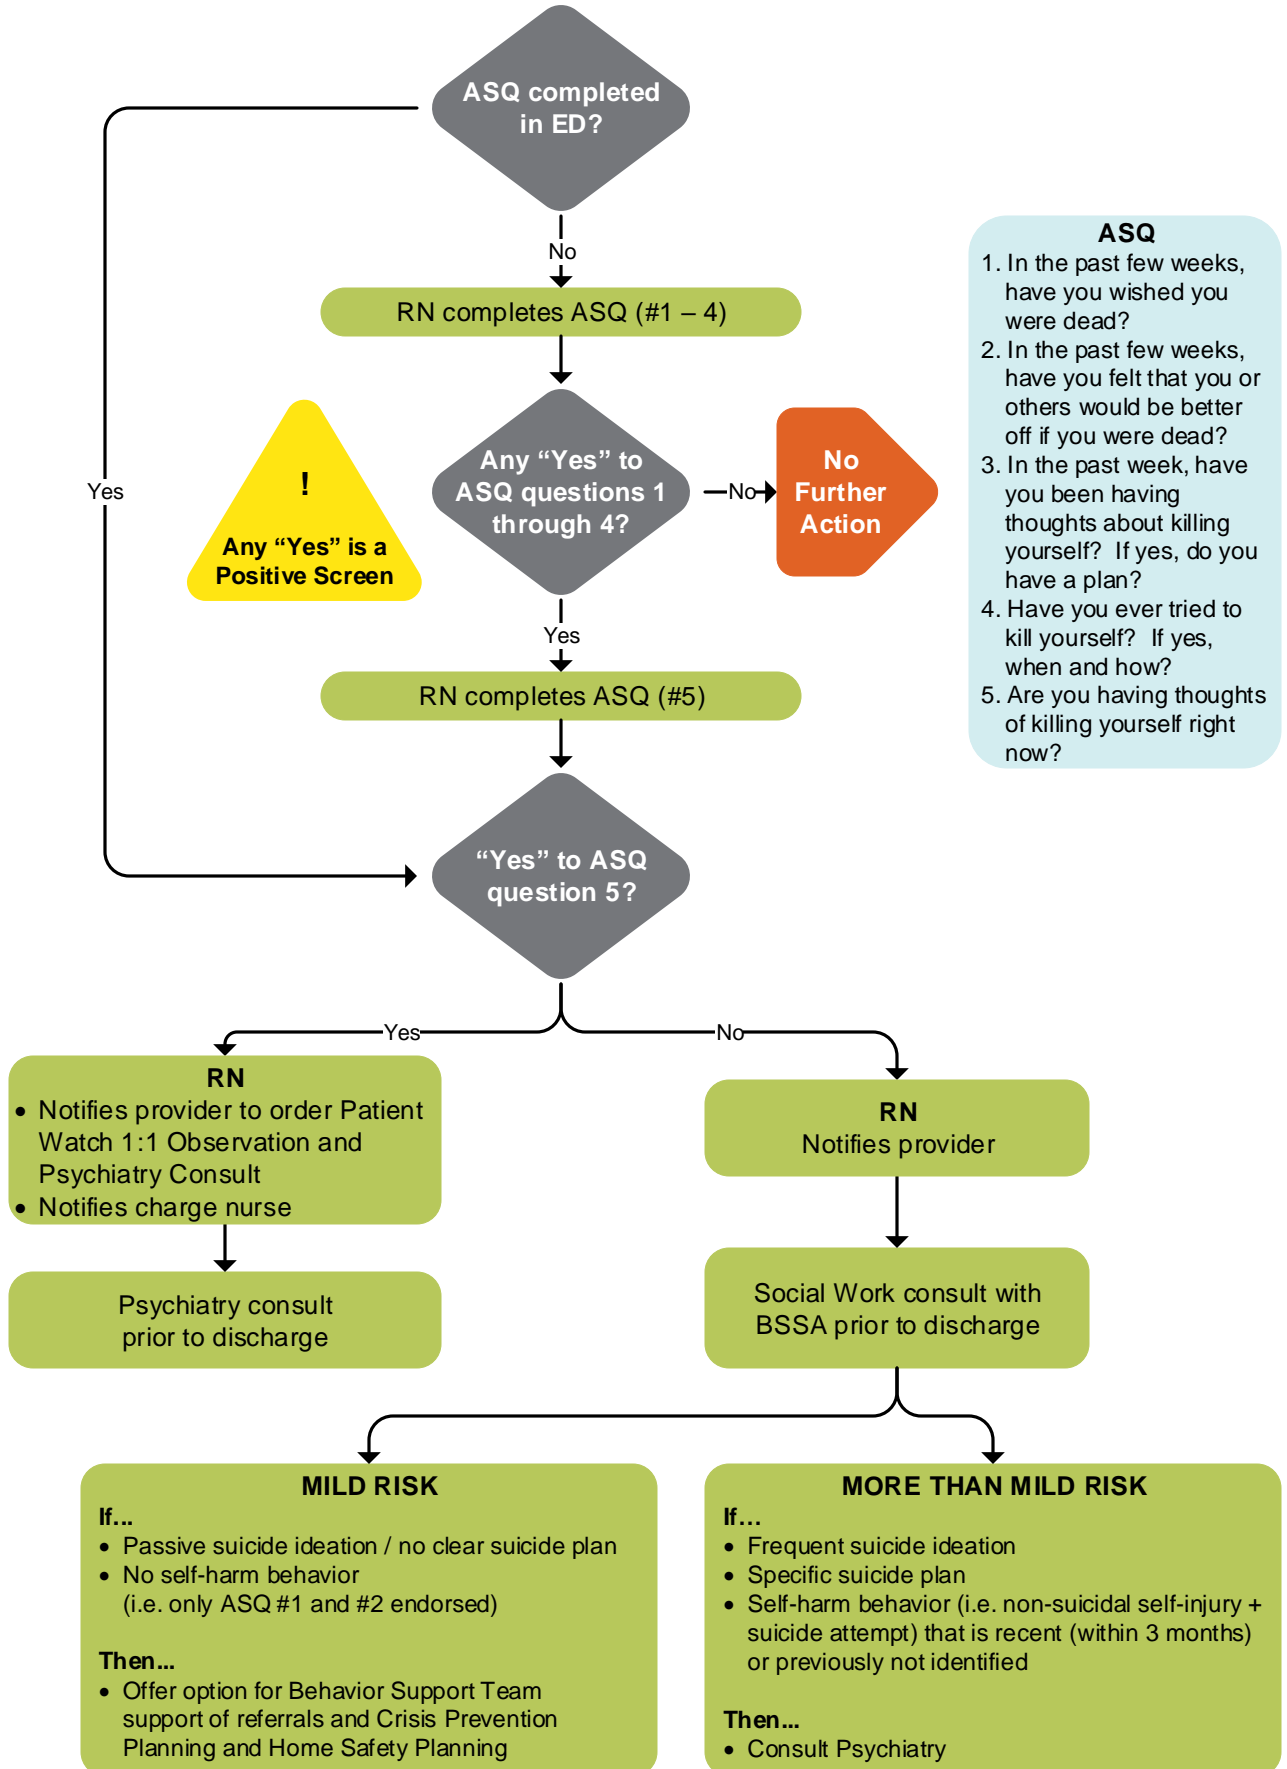 ASQ completed
in ED?
No
ASQ
1. In the past few weeks,
have you wished you
were dead?
2. In the past few weeks,
have you felt that you or
others would be better
off if you were dead?
3. In the past week, have
you been having
thoughts about killing
yourself?  If yes, do you
have a plan?
4. Have you ever tried to
kill yourself?  If yes,
when and how?
5. Are you having thoughts
of killing yourself right
now?
RN completes ASQ (#1 – 4)
Yes
!
Any “Yes” is a
Positive Screen
Any “Yes” to
ASQ questions 1
through 4?
No
No
Further
Action
Yes
RN completes ASQ (#5)
“Yes” to ASQ
question 5?
Yes
No
RN
• Notifies provider to order Patient
Watch 1:1 Observation and
Psychiatry Consult
• Notifies charge nurse
RN
Notifies provider
Psychiatry consult
prior to discharge
Social Work consult with
BSSA prior to discharge
MILD RISK
If...
• Passive suicide ideation / no clear suicide plan
• No self-harm behavior
(i.e. only ASQ #1 and #2 endorsed)
Then...
• Offer option for Behavior Support Team
support of referrals and Crisis Prevention
Planning and Home Safety Planning
MORE THAN MILD RISK
If…
• Frequent suicide ideation
• Specific suicide plan
• Self-harm behavior (i.e. non-suicidal self-injury +
suicide attempt) that is recent (within 3 months)
or previously not identified
Then...
• Consult Psychiatry